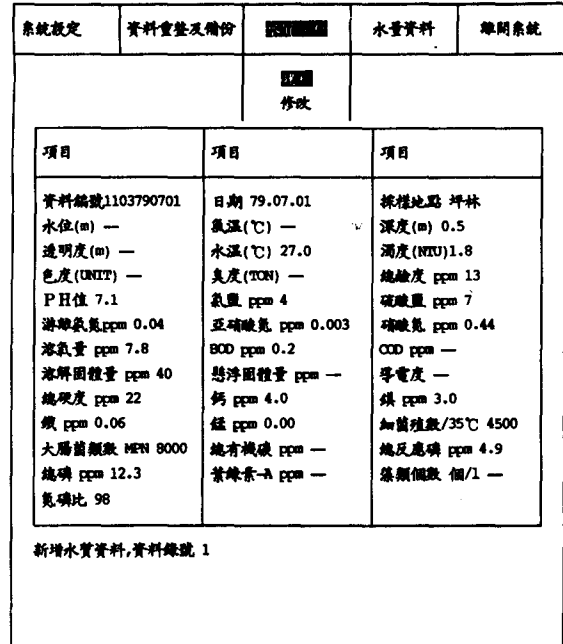 系統設定 資料重整及備份 水量資料 離開系統
修改
項目 項目 項目
資料編號1103790701 日期 79.07.01 採樣地點 坪林
水位(m) — 氣溫(℃) — 深度(m) 0.5
透明度(m) — 水溫(℃) 27.0 濁度(NTU)1.8
色度(UNIT) — 臭度(TON) — 總鹼度 ppm 13
PH值 7.1 氯鹽 ppm 4 硫酸鹽 ppm 7
游離氨氮ppm 0.04 亞硝酸氮 ppm 0.003 硝酸氮 ppm 0.44
溶氧量 ppm 7.8 BOD ppm 0.2 COD ppm —
溶解固體量 ppm 40 懸浮固體量 ppm — 導電度 —
總硬度 ppm 22 鈣 ppm 4.0 鎂 ppm 3.0
鐵 ppm 0.06 錳 ppm 0.00 細菌殖數/35℃ 4500
大腸菌類數 MPN 8000 總有機碳 ppm — 總反應磷 ppm 4.9
總磷 ppm 12.3 葉綠素-A ppm — 藻類個數 個/l —
氮磷比 98
新增水質資料,資料錄號 1